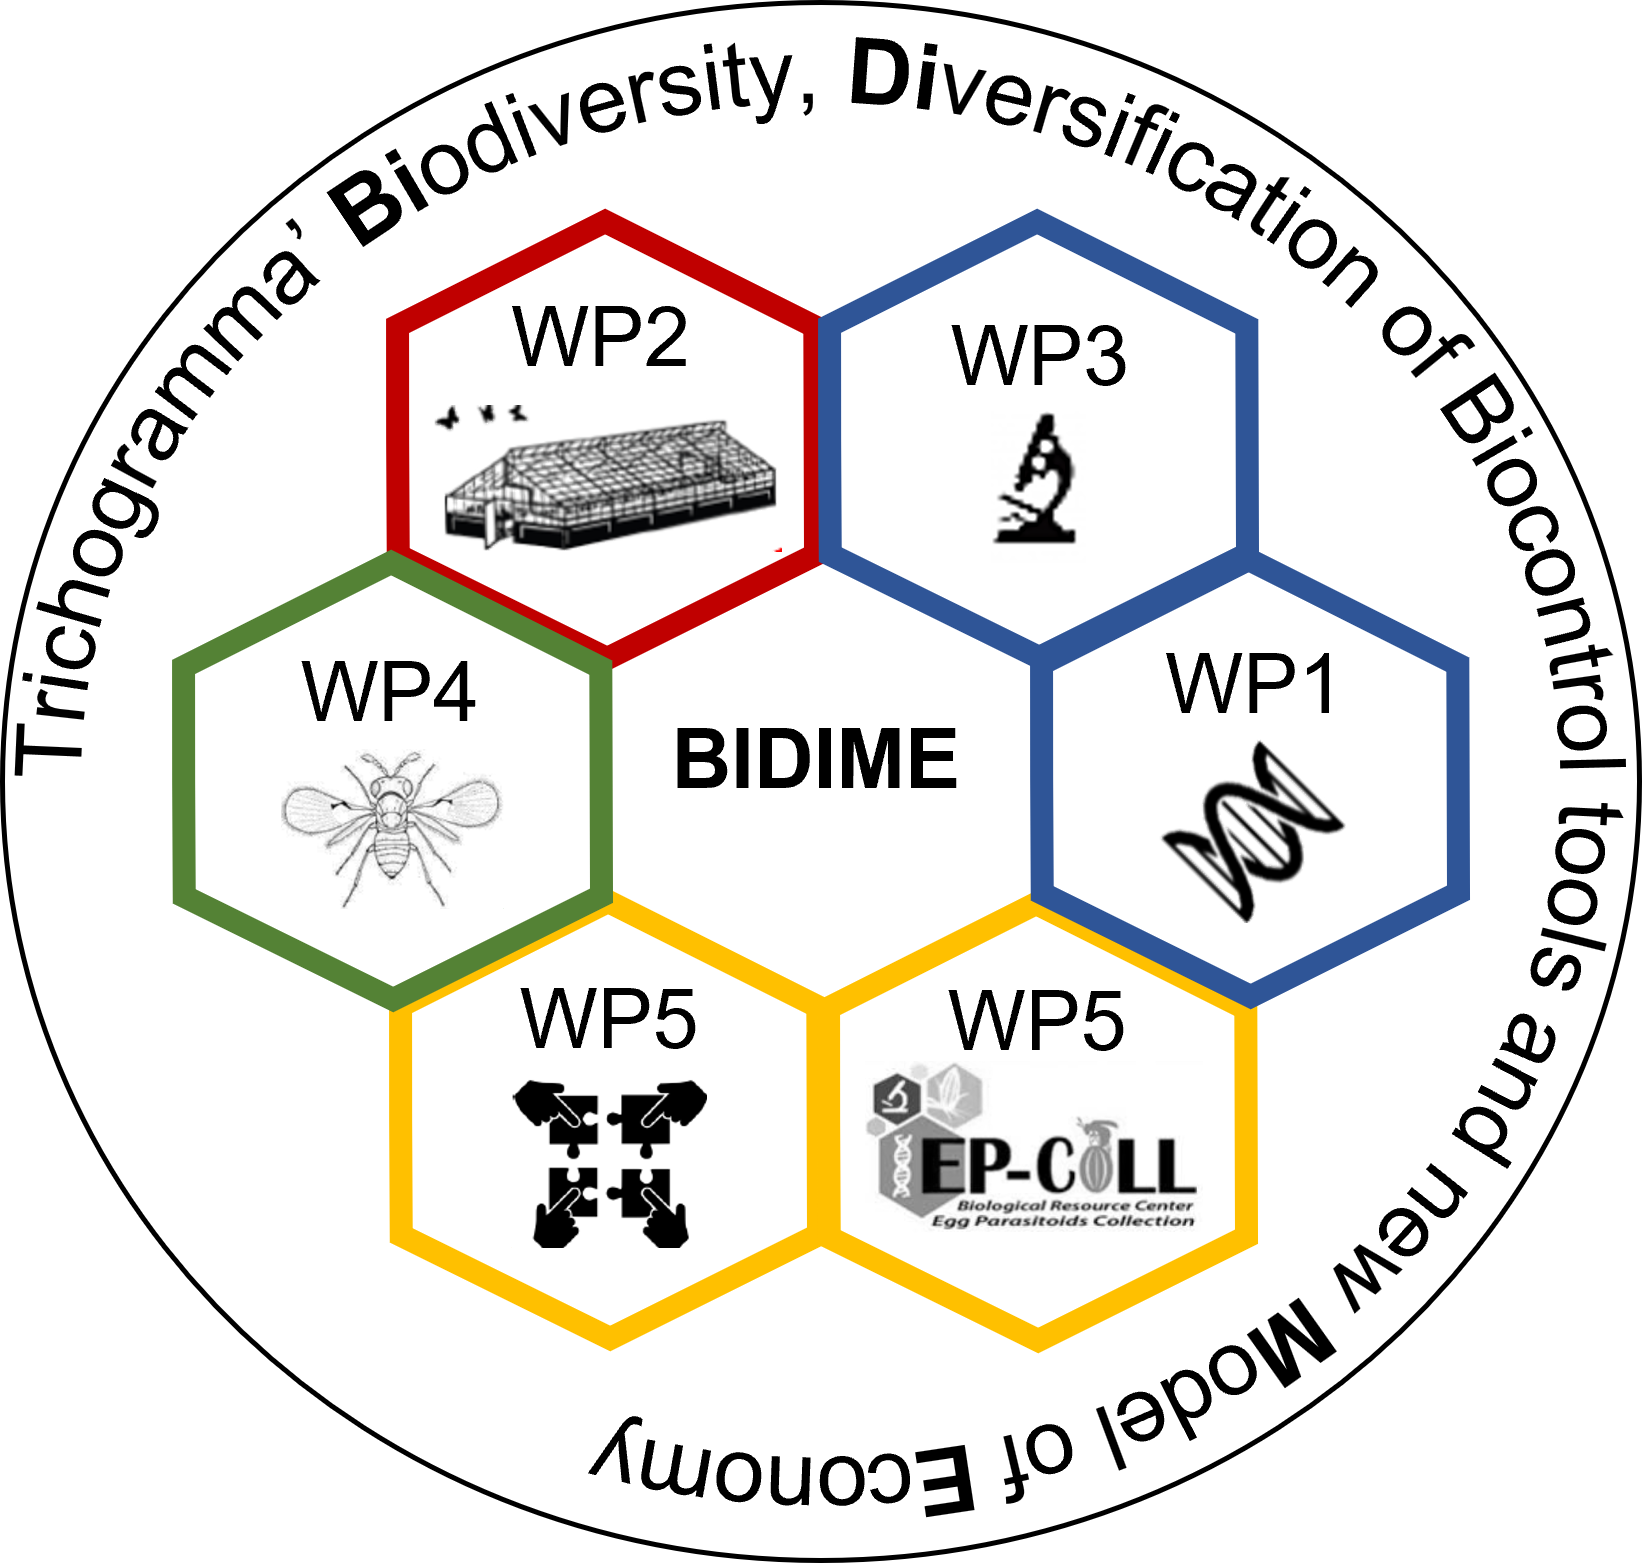 Trichogramma’ Biodiversity, Diversification of Biocontrol tools and new Model of Economy
WP2
WP3
WP4
BIDIME
WP1
WP5
WP5
EP-COLL
Biological Resource Center
Egg Parasitoids Collection